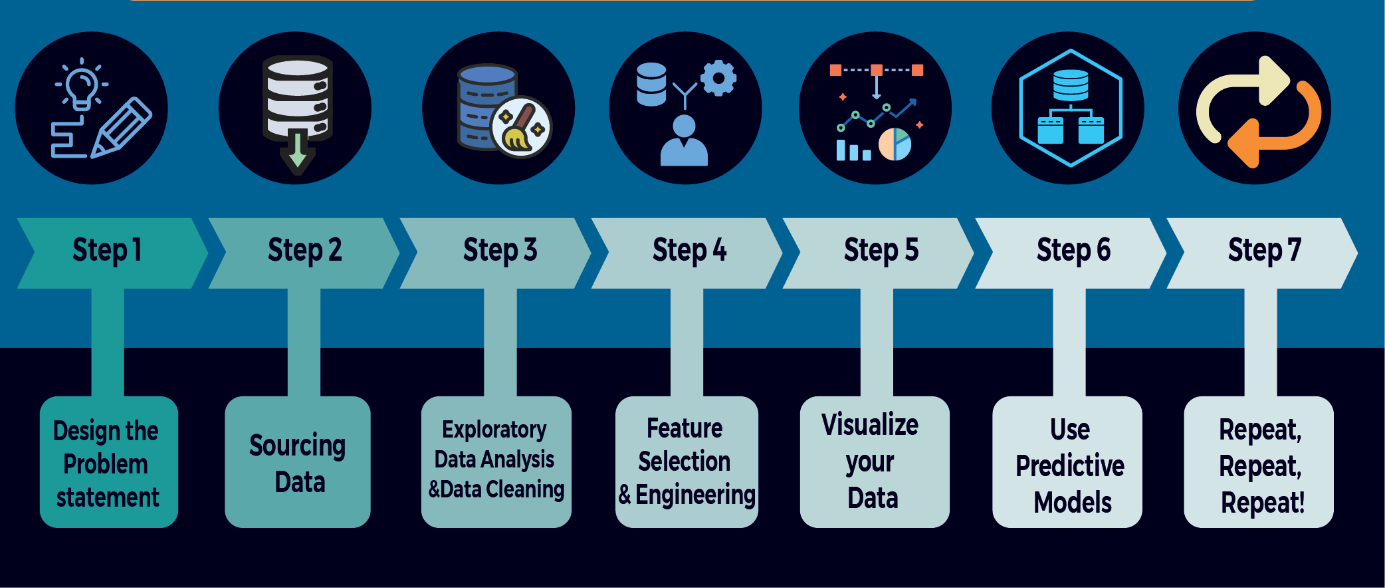 Step 1
Step 2
Step 3
Step 4
Step 5
Step 6
Step 7
Design the
Problem
statement
Sourcing
Data
Exploratory
Data Analysis
&Data Cleaning
Feature
Selection
& Engineering
Visualize
your
Data
Use
Predictive
Models
Repeat,
Repeat,
Repeat!